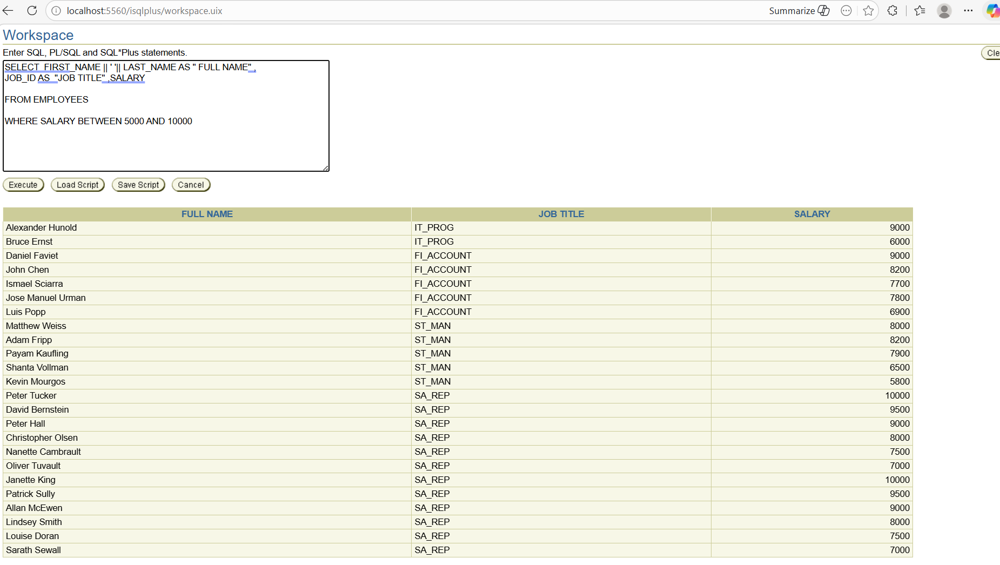 localhost:5560/isqlplus/workspace.uix Summarize
Workspace
Enter SQL, PL/SQL and SQL*Plus statements.
Cle
SELECT FIRST_NAME || ' '|| LAST_NAME AS " FULL NAME" ,
JOB_ID AS "JOB TITLE" ,SALARY
FROM EMPLOYEES
WHERE SALARY BETWEEN 5000 AND 10000
Execute Load Script Save Script Cancel
FULL NAME JOB TITLE SALARY
Alexander Hunold IT_PROG 9000
Bruce Ernst IT_PROG 6000
Daniel Faviet FI_ACCOUNT 9000
John Chen FI_ACCOUNT 8200
Ismael Sciarra FI_ACCOUNT 7700
Jose Manuel Urman FI_ACCOUNT 7800
Luis Popp FI_ACCOUNT 6900
Matthew Weiss ST_MAN 8000
Adam Fripp ST_MAN 8200
Payam Kaufling ST_MAN 7900
Shanta Vollman ST_MAN 6500
Kevin Mourgos ST_MAN 5800
Peter Tucker SA_REP 10000
David Bernstein SA_REP 9500
Peter Hall SA_REP 9000
Christopher Olsen SA_REP 8000
Nanette Cambrault SA_REP 7500
Oliver Tuvault SA_REP 7000
Janette King SA_REP 10000
Patrick Sully SA_REP 9500
Allan McEwen SA_REP 9000
Lindsey Smith SA_REP 8000
Louise Doran SA_REP 7500
Sarath Sewall SA_REP 7000